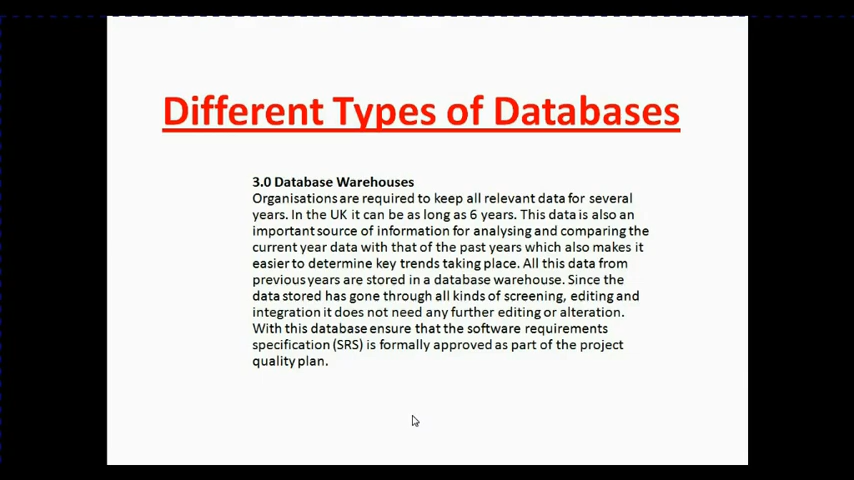 Different Types of Databases
3.0 Database Warehouses
Organisations are required to keep all relevant data for several
years. In the UK it can be as long as 6 years. This data is also an
important source of information for analysing and comparing the
current year data with that of the past years which also makes it
easier to determine key trends taking place. All this data from
previous years are stored in a database warehouse. Since the
data stored has gone through all kinds of screening, editing and
integration it does not need any further editing or alteration.
With this database ensure that the software requirements
specification (SRS) is formally approved as part of the project
quality plan.